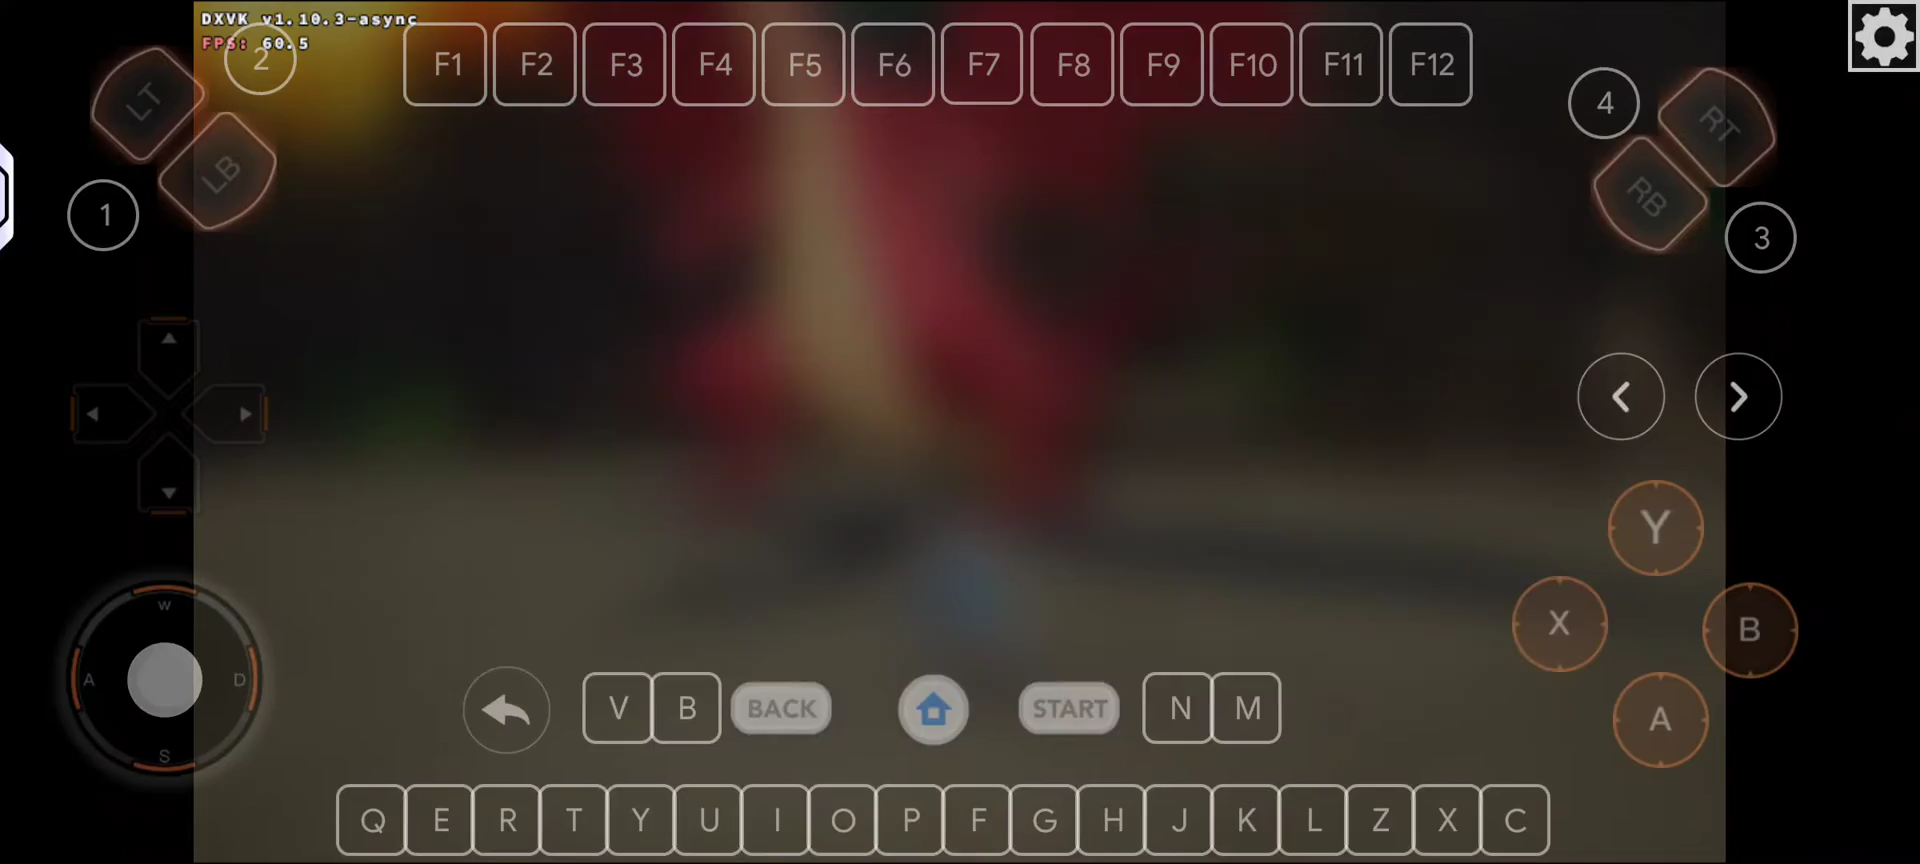 DXVK v1.10.3-async
FPS: 60.5
2
F1 F2 F3 F4 F5 F6 F7 F8 F9 F10 F11 F12
LT
LB
1
4
RT
RB
3
W
A
D
S
Y
X
B
A
V B BACK START N M
Q E R T Y U I O P F G H J K L Z X C